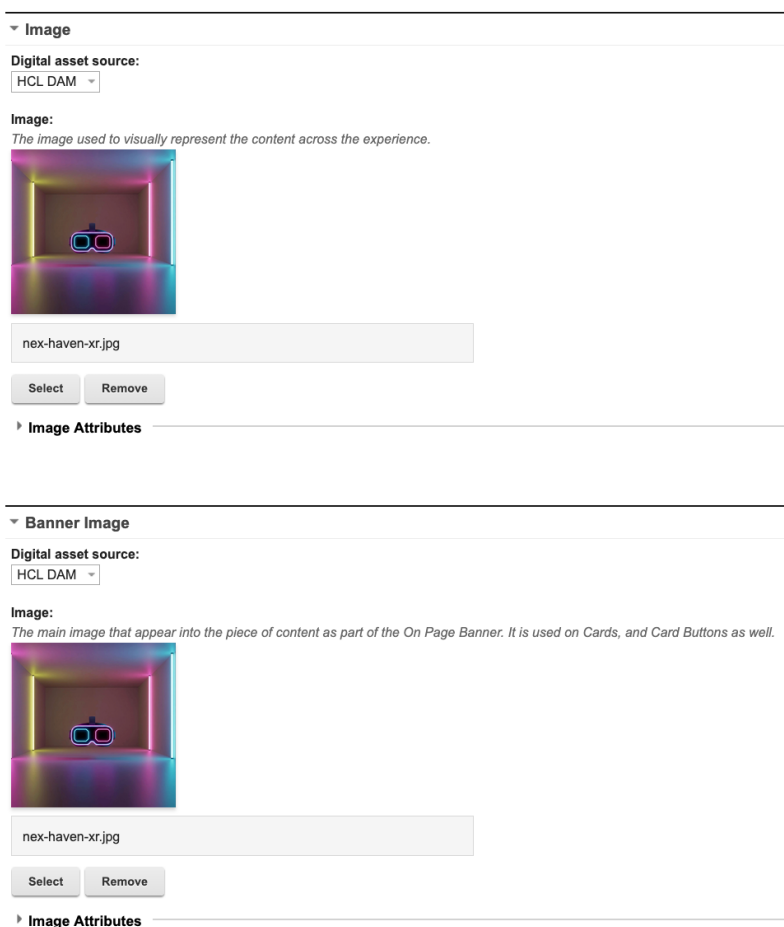 Image
Digital asset source:
HCL DAM
Image:
The image used to visually represent the content across the experience.
nex-haven-xr.jpg
Select Remove
Image Attributes
Banner Image
Digital asset source:
HCL DAM
Image:
The main image that appear into the piece of content as part of the On Page Banner. It is used on Cards, and Card Buttons as well.
nex-haven-xr.jpg
Select Remove
Image Attributes